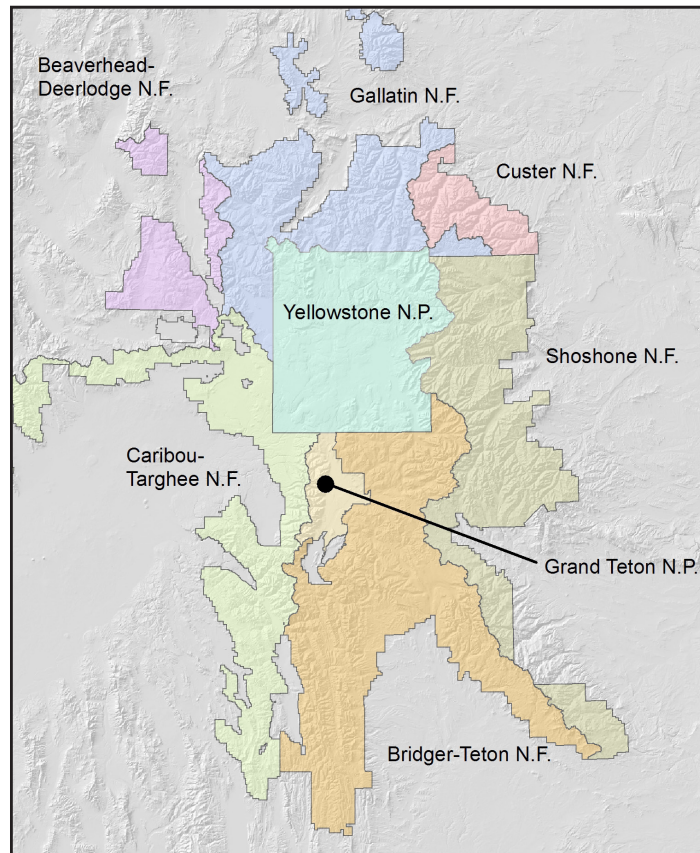 Beaverhead-
Deerlodge N.F.
Gallatin N.F.
Custer N.F.
Yellowstone N.P.
Shoshone N.F.
Caribou-
Targhee N.F.
Grand Teton N.P.
Bridger-Teton N.F.